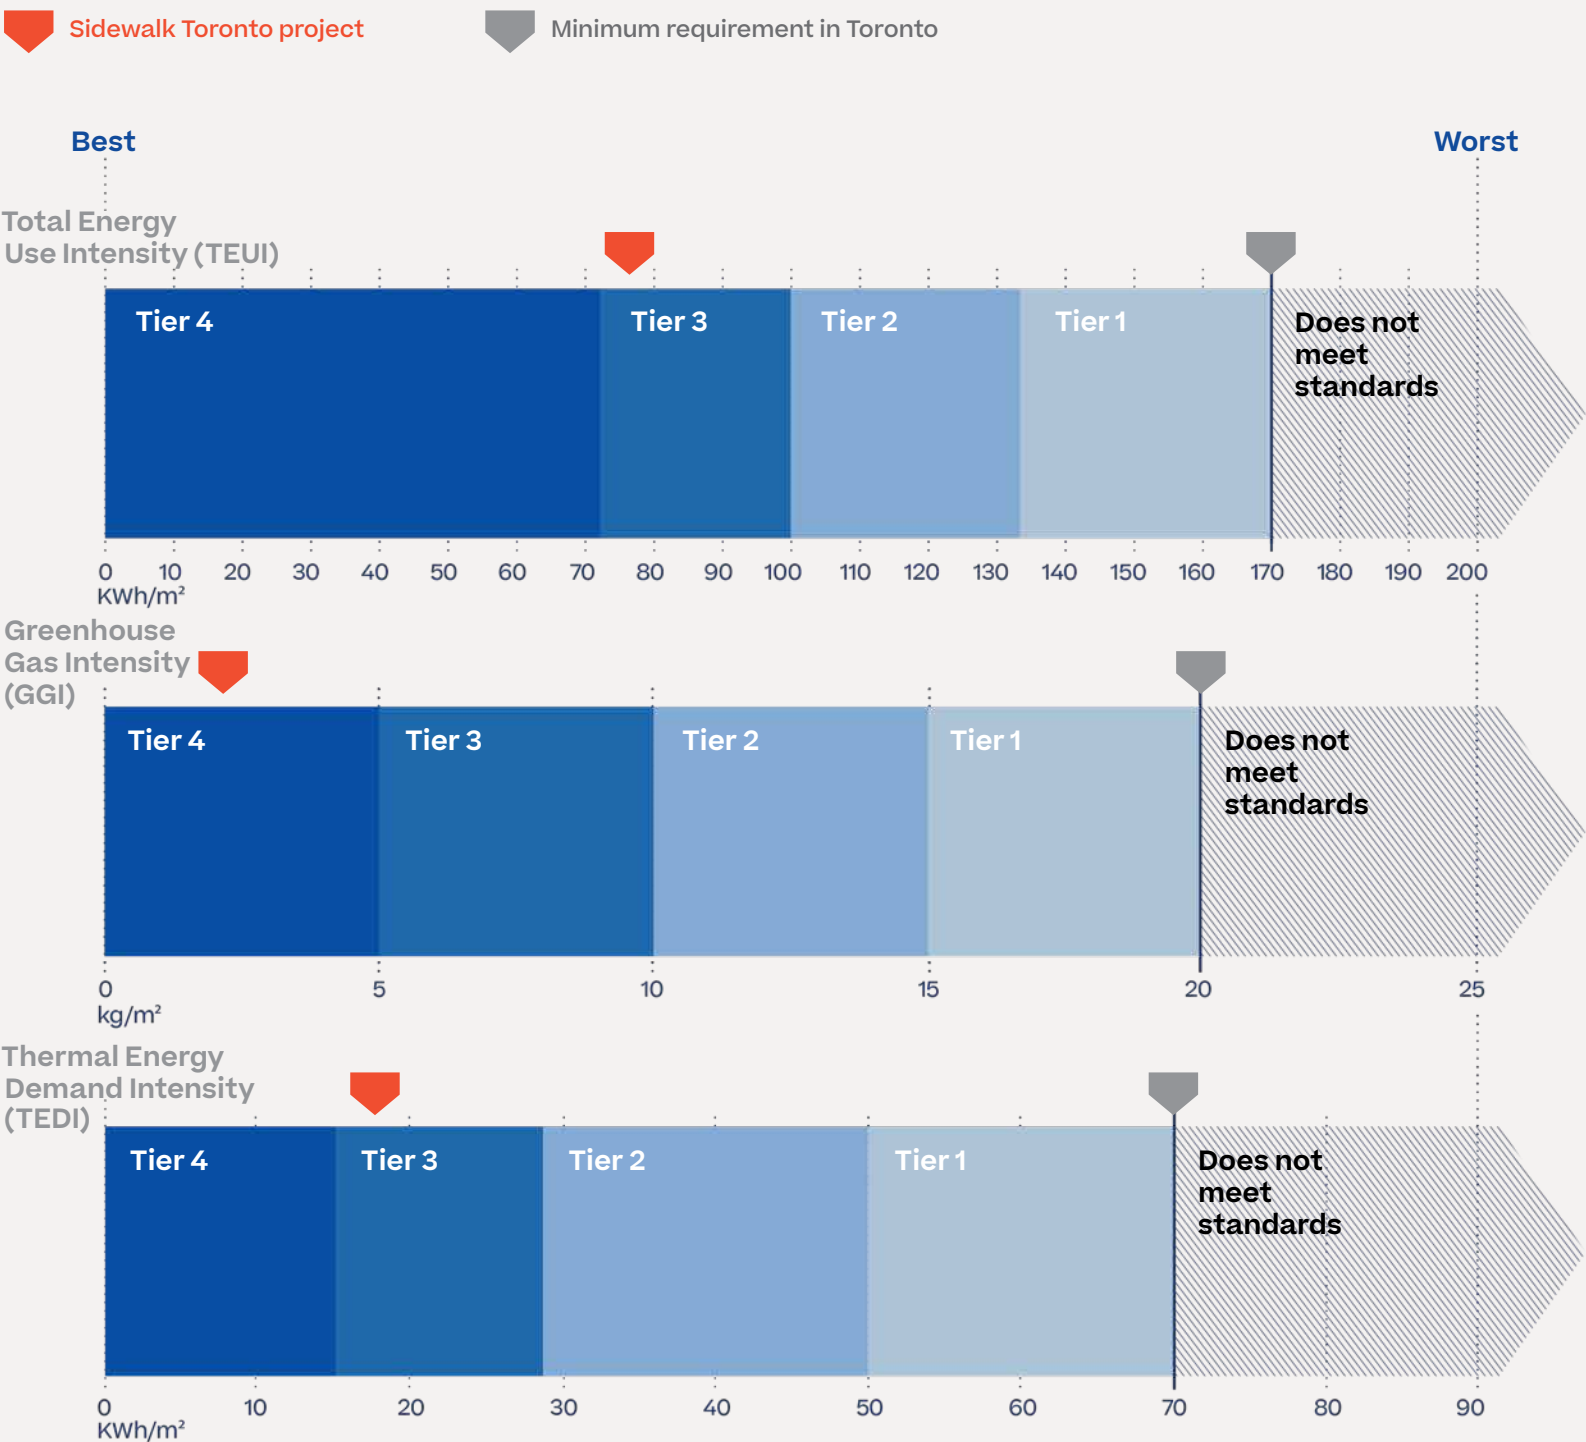 Sidewalk Toronto project
Minimum requirement in Toronto
Best
Worst
Total Energy
Use Intensity (TEUI)
Tier 4
Tier 3
Tier 2
Tier 1
Does not
meet
standards
0 10 20 30 40 50 60 70 80 90 100 110 120 130 140 150 160 170 180 190 200
KWh/m²
Greenhouse
Gas Intensity
(GGI)
Tier 4
Tier 3
Tier 2
Tier 1
Does not
meet
standards
0 5 10 15 20 25
kg/m²
Thermal Energy
Demand Intensity
(TEDI)
Tier 4
Tier 3
Tier 2
Tier 1
Does not
meet
standards
0 10 20 30 40 50 60 70 80 90
KWh/m²